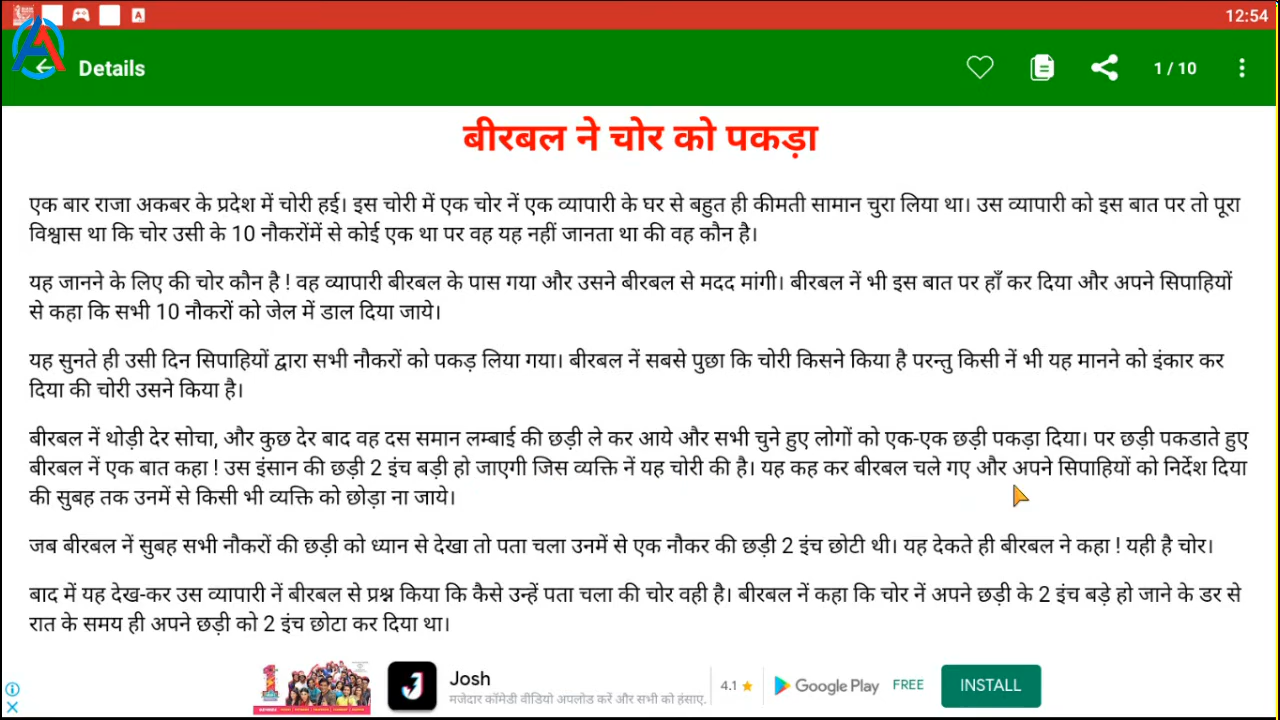 12:54
Details
1 / 10
बीरबल ने चोर को पकड़ा
एक बार राजा अकबर के प्रदेश में चोरी हई। इस चोरी में एक चोर नें एक व्यापारी के घर से बहुत ही कीमती सामान चुरा लिया था। उस व्यापारी को इस बात पर तो पूरा
विश्वास था कि चोर उसी के 10 नौकरोंमें से कोई एक था पर वह यह नहीं जानता था की वह कौन है।
यह जानने के लिए की चोर कौन है ! वह व्यापारी बीरबल के पास गया और उसने बीरबल से मदद मांगी। बीरबल नें भी इस बात पर हाँ कर दिया और अपने सिपाहियों
से कहा कि सभी 10 नौकरों को जेल में डाल दिया जाये।
यह सुनते ही उसी दिन सिपाहियों द्वारा सभी नौकरों को पकड़ लिया गया। बीरबल नें सबसे पुछा कि चोरी किसने किया है परन्तु किसी नें भी यह मानने को इंकार कर
दिया की चोरी उसने किया है।
बीरबल नें थोड़ी देर सोचा, और कुछ देर बाद वह दस समान लम्बाई की छड़ी ले कर आये और सभी चुने हुए लोगों को एक-एक छड़ी पकड़ा दिया। पर छड़ी पकडाते हुए
बीरबल नें एक बात कहा ! उस इंसान की छड़ी 2 इंच बड़ी हो जाएगी जिस व्यक्ति नें यह चोरी की है। यह कह कर बीरबल चले गए और अपने सिपाहियों को निर्देश दिया
की सुबह तक उनमें से किसी भी व्यक्ति को छोड़ा ना जाये।
जब बीरबल नें सुबह सभी नौकरों की छड़ी को ध्यान से देखा तो पता चला उनमें से एक नौकर की छड़ी 2 इंच छोटी थी। यह देकते ही बीरबल ने कहा ! यही है चोर।
बाद में यह देख-कर उस व्यापारी नें बीरबल से प्रश्न किया कि कैसे उन्हें पता चला की चोर वही है। बीरबल नें कहा कि चोर नें अपने छड़ी के 2 इंच बड़े हो जाने के डर से
रात के समय ही अपने छड़ी को 2 इंच छोटा कर दिया था।
Josh
मजेदार कॉमेडी वीडियो अपलोड करें और सभी को हंसाए.
4.1
Google Play
FREE
INSTALL